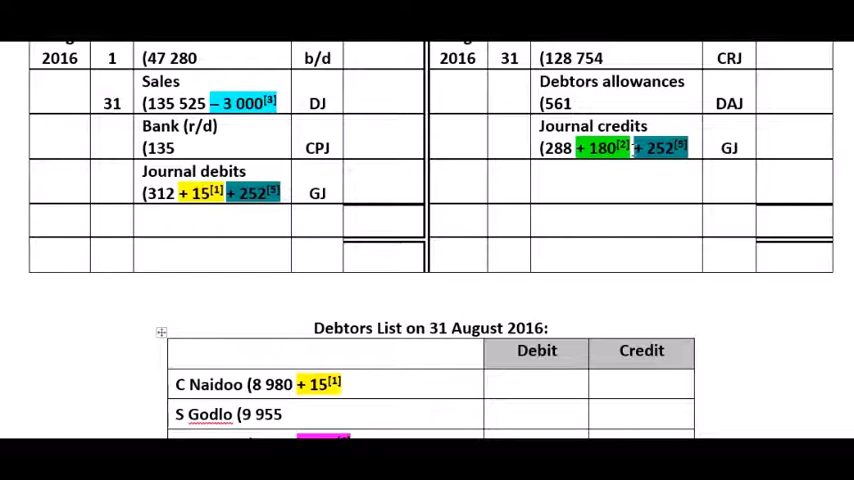 2016 1 (47 280 b/d 2016 31 (128 754 CRJ
Sales Debtors allowances
31 (135 525 – 3 000[3] DJ (561 DAJ
Bank (r/d) Journal credits
(135 CPJ (288 + 180[2] + 252[5] GJ
Journal debits
(312 + 15[1] + 252[5] GJ
Debtors List on 31 August 2016:
Debit Credit
C Naidoo (8 980 + 15[1]
S Godlo (9 955